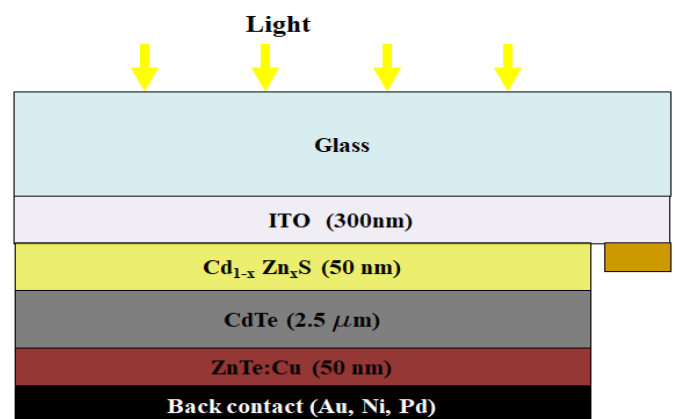 Light
Glass
ITO (300nm)
Cd₁₋ₓ ZnₓS (50 nm)
CdTe (2.5 μm)
ZnTe:Cu (50 nm)
Back contact (Au, Ni, Pd)